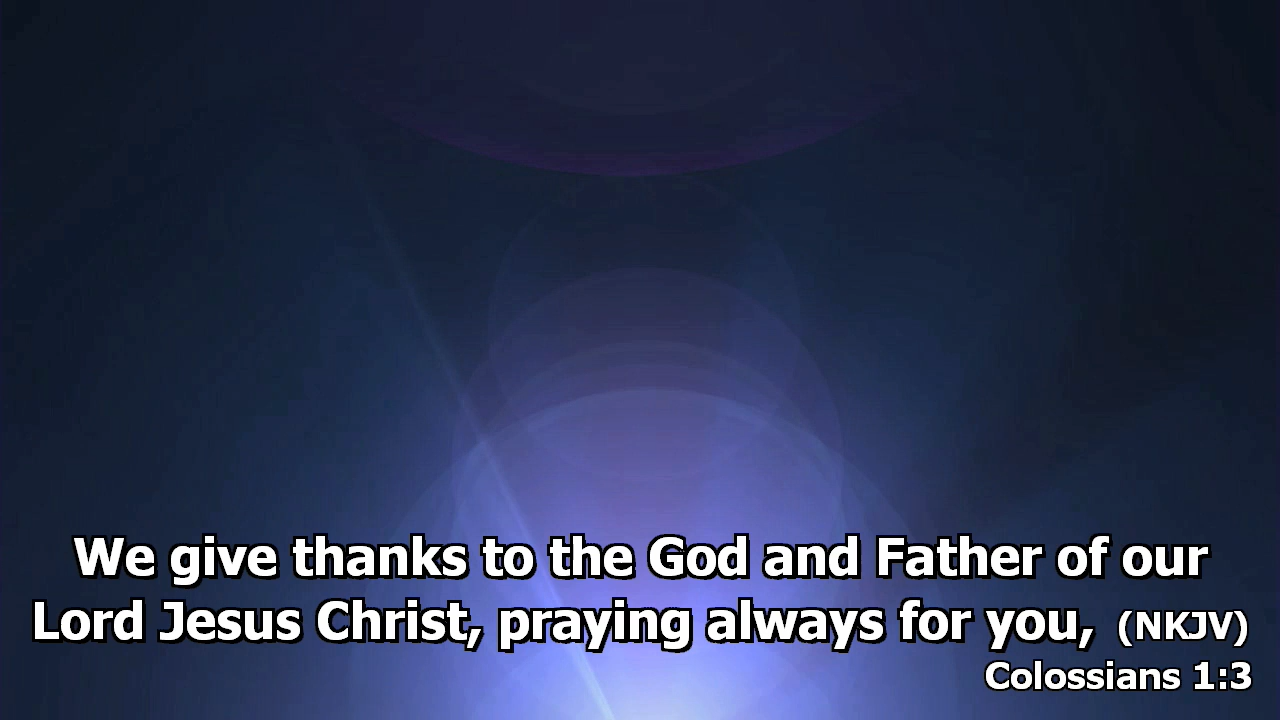 We give thanks to the God and Father of our
Lord Jesus Christ, praying always for you, (NKJV)
Colossians 1:3